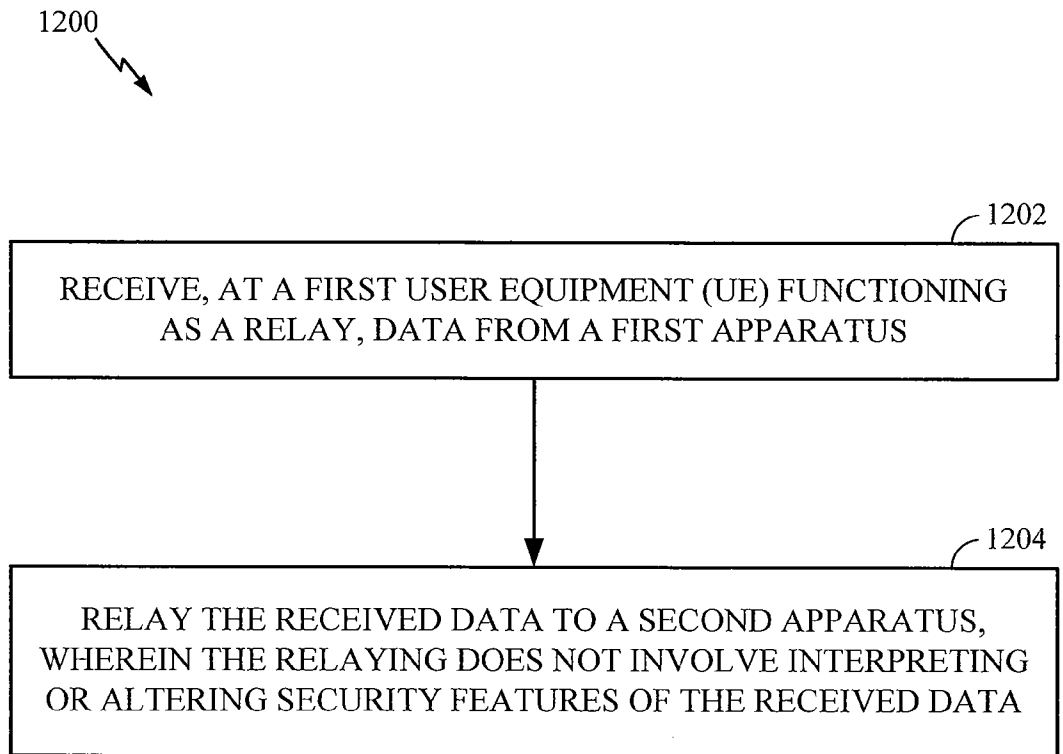 1200
1202
RECEIVE, AT A FIRST USER EQUIPMENT (UE) FUNCTIONING
AS A RELAY, DATA FROM A FIRST APPARATUS
1204
RELAY THE RECEIVED DATA TO A SECOND APPARATUS,
WHEREIN THE RELAYING DOES NOT INVOLVE INTERPRETING
OR ALTERING SECURITY FEATURES OF THE RECEIVED DATA